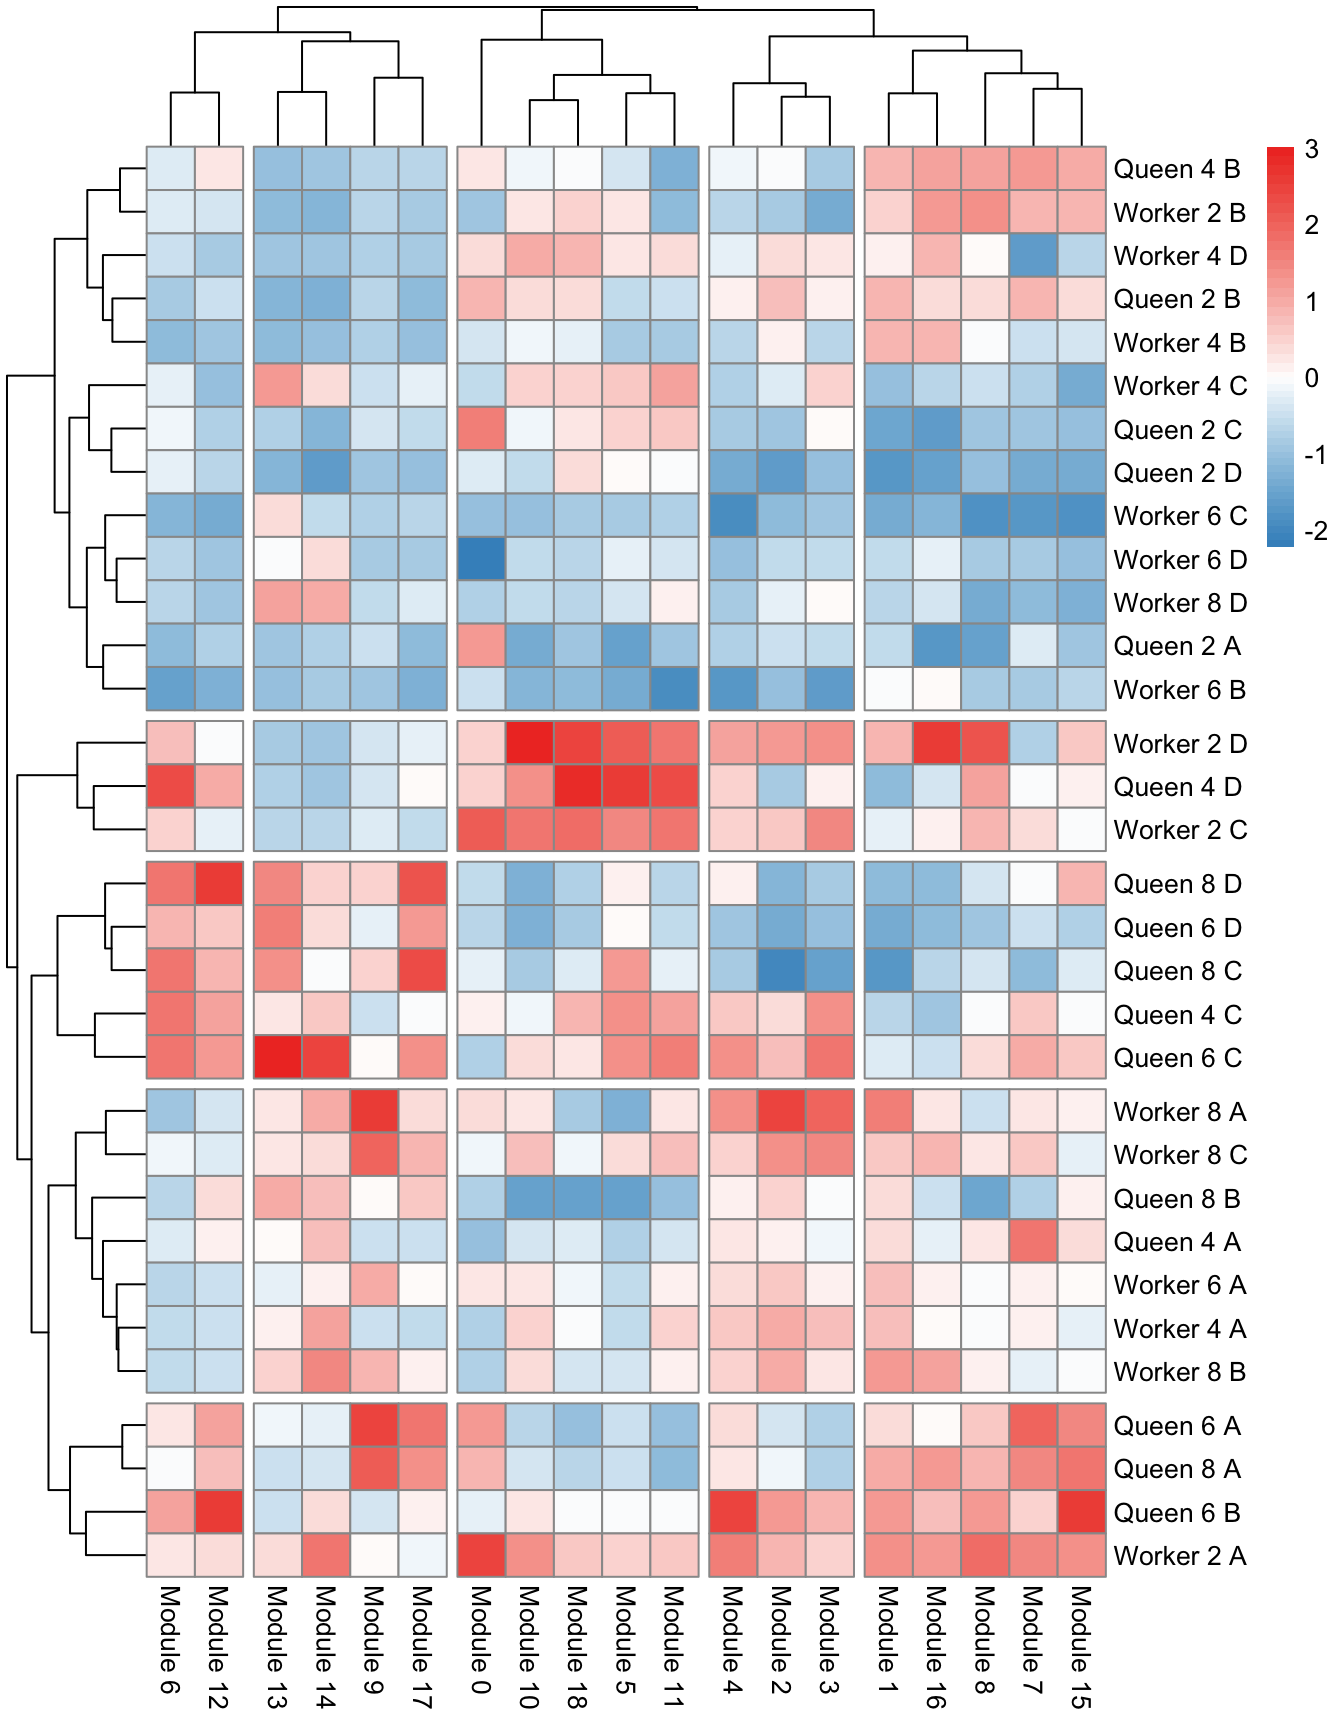 3
2
1
0
-1
-2
Queen 4 B
Worker 2 B
Worker 4 D
Queen 2 B
Worker 4 B
Worker 4 C
Queen 2 C
Queen 2 D
Worker 6 C
Worker 6 D
Worker 8 D
Queen 2 A
Worker 6 B
Worker 2 D
Queen 4 D
Worker 2 C
Queen 8 D
Queen 6 D
Queen 8 C
Queen 4 C
Queen 6 C
Worker 8 A
Worker 8 C
Queen 8 B
Queen 4 A
Worker 6 A
Worker 4 A
Worker 8 B
Queen 6 A
Queen 8 A
Queen 6 B
Worker 2 A
Module 6
Module 12
Module 13
Module 14
Module 9
Module 17
Module 0
Module 10
Module 18
Module 5
Module 11
Module 4
Module 2
Module 3
Module 1
Module 16
Module 8
Module 7
Module 15